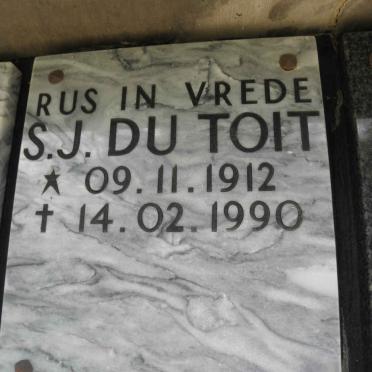 RUS IN VREDE
S.J. DU TOIT
★ 09.11.1912
✝ 14.02.1990